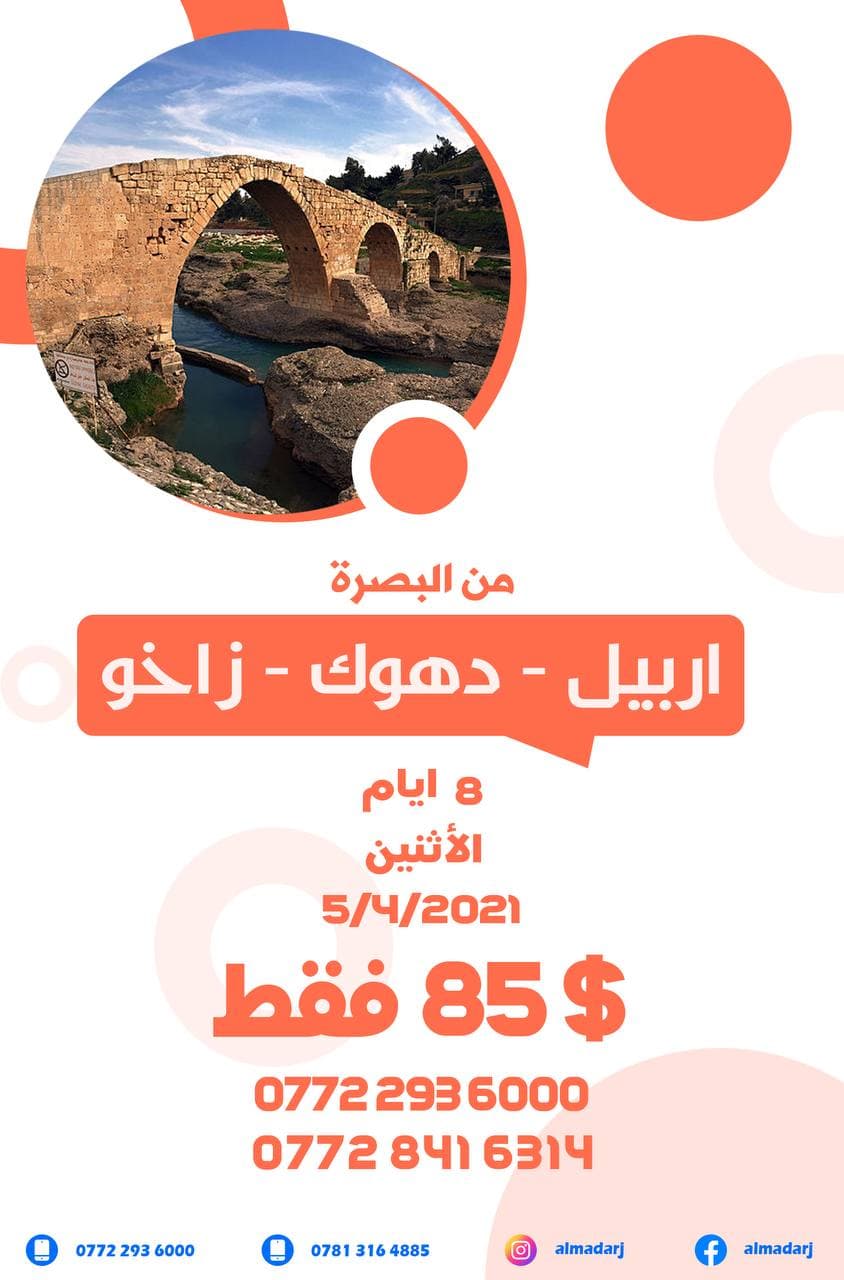 من البصرة
اربيل - دهوك - زاخو
8 ايام
الأثنين
5/4/2021
$ 85 فقط
0772 293 6000
0772 841 6314
0772 293 6000
0781 316 4885
almadarj
almadarj